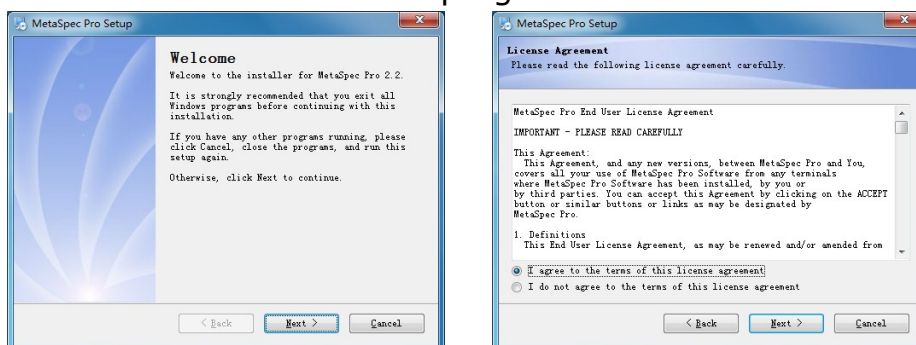 MetaSpec Pro Setup
Welcome
Welcome to the installer for MetaSpec Pro 2.2.
It is strongly recommended that you exit all
Windows programs before continuing with this
installation.
If you have any other programs running, please
click Cancel, close the programs, and run this
setup again.
Otherwise, click Next to continue.
< Back
Next >
Cancel
MetaSpec Pro Setup
License Agreement
Please read the following license agreement carefully.
MetaSpec Pro End User License Agreement
IMPORTANT - PLEASE READ CAREFULLY
This Agreement:
This Agreement, and any new versions, between MetaSpec Pro and You,
covers all your use of MetaSpec Pro Software from any terminals
where MetaSpec Pro Software has been installed, by you or
by third parties. You can accept this Agreement by clicking on the ACCEPT
button or similar buttons or links as may be designated by
MetaSpec Pro.
1. Definitions
This End User License Agreement, as may be renewed and/or amended from
I agree to the terms of this license agreement
I do not agree to the terms of this license agreement
< Back
Next >
Cancel